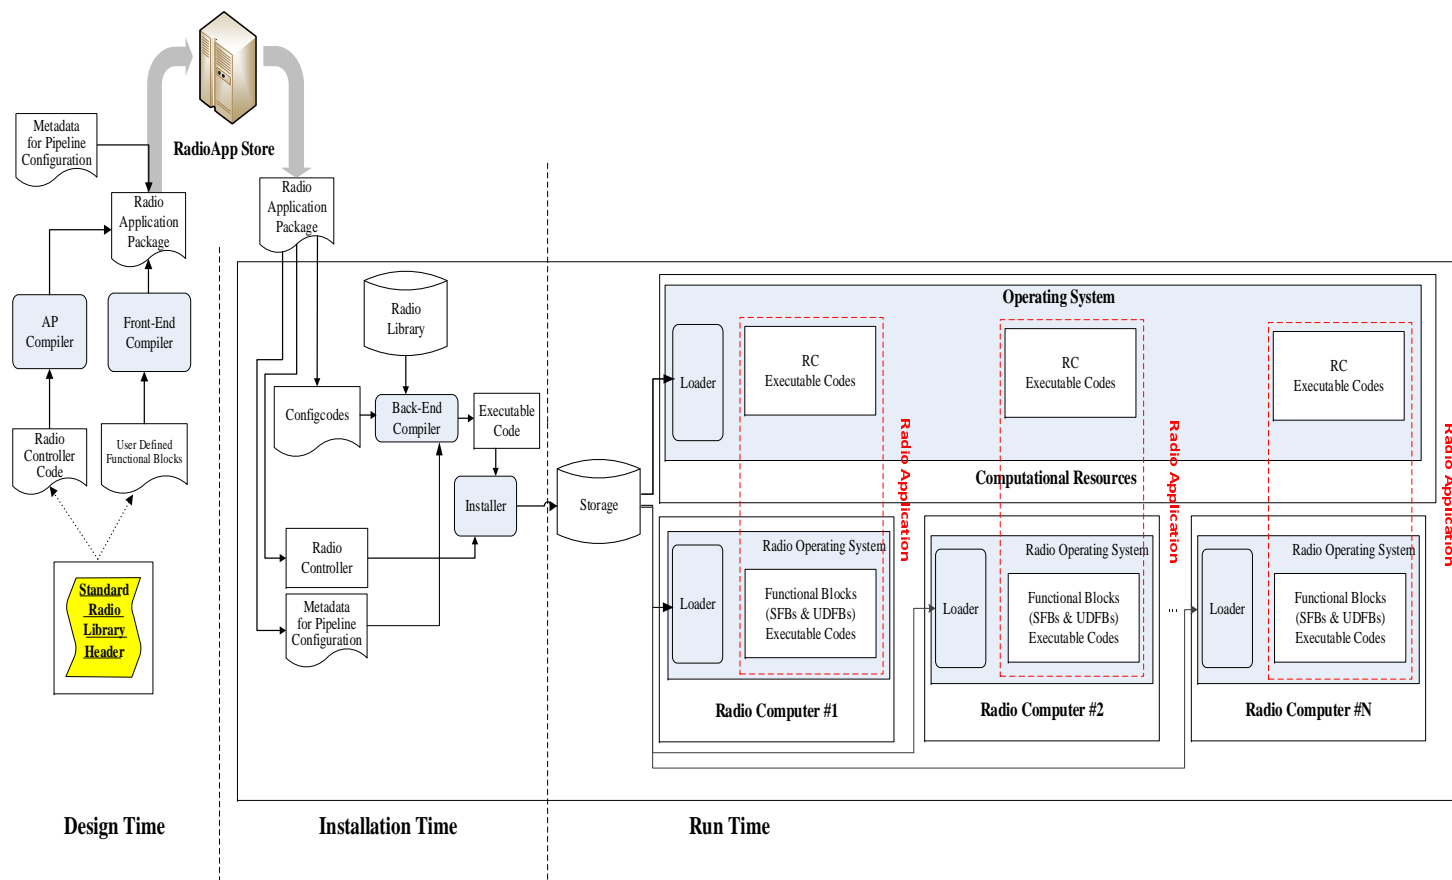 RadioApp Store
Metadata
for Pipeline
Configuration
Radio
Application
Package
AP
Compiler
Front-End
Compiler
Radio
Controller
Code
User Defined
Functional Blocks
Standard
Radio
Library
Header
Design Time
Radio
Application
Package
Radio
Library
Configcodes
Back-End
Compiler
Executable
Code
Installer
Radio
Controller
Metadata
for Pipeline
Configuration
Installation Time
Storage
Operating System
Loader
RC
Executable Codes
RC
Executable Codes
RC
Executable Codes
Computational Resources
Radio Application
Radio Application
Radio Application
Radio Operating System
Loader
Functional Blocks
(SFBs & UDFBs)
Executable Codes
Radio Computer #1
Radio Operating System
Loader
Functional Blocks
(SFBs & UDFBs)
Executable Codes
Radio Computer #2
...
Radio Operating System
Loader
Functional Blocks
(SFBs & UDFBs)
Executable Codes
Radio Computer #N
Run Time